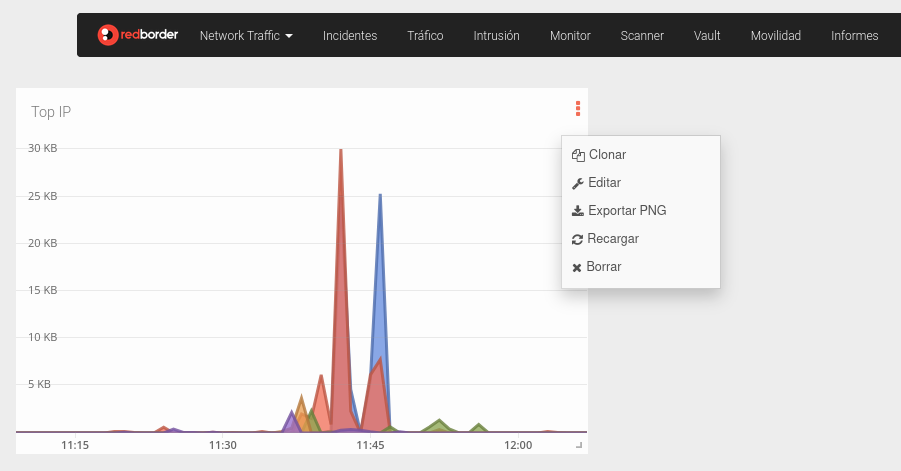 redborder Network Traffic Incidentes Tráfico Intrusión Monitor Scanner Vault Movilidad Informes
Top IP
30 KB
25 KB
20 KB
15 KB
10 KB
5 KB
11:15 11:30 11:45 12:00
Clonar
Editar
Exportar PNG
Recargar
Borrar